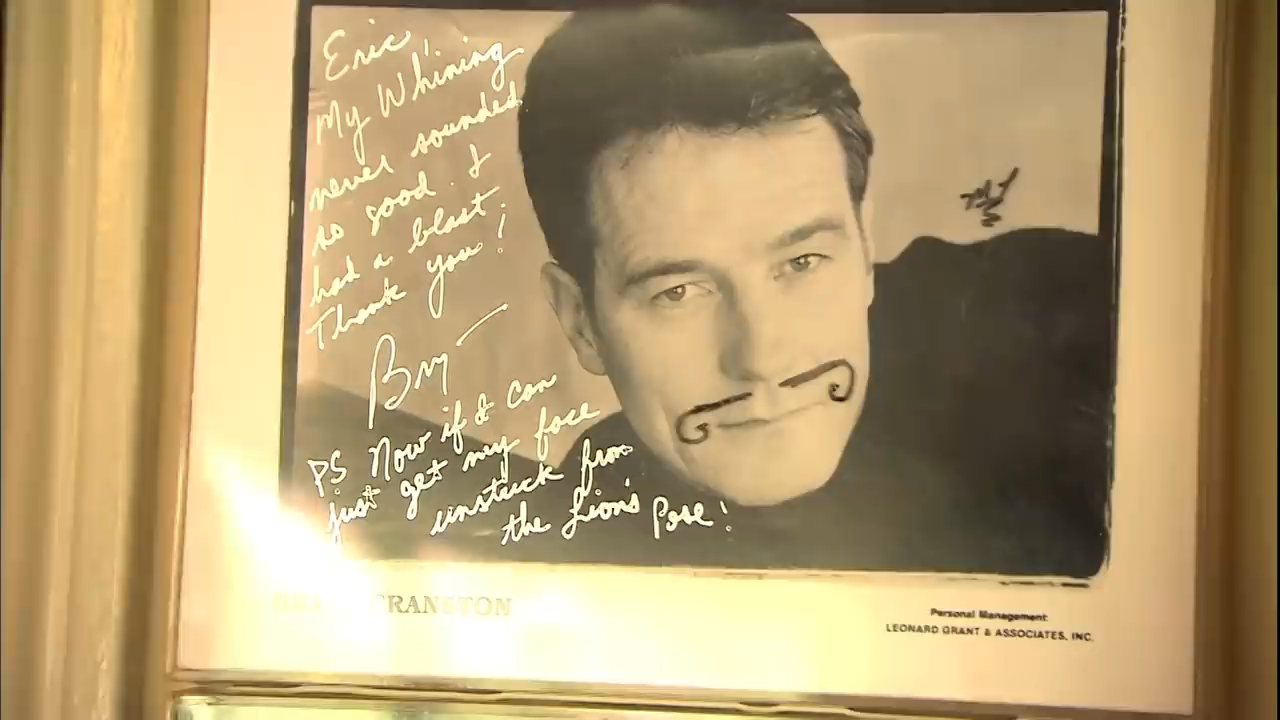 Eric,
My Whining
never sounded
so good. I
had a blast.
Thank you!
Bry
PS Now if I can
just get my face
unstuck from
the Lion's Pose!
CRANSTON
Personal Management:
LEONARD GRANT & ASSOCIATES, INC.